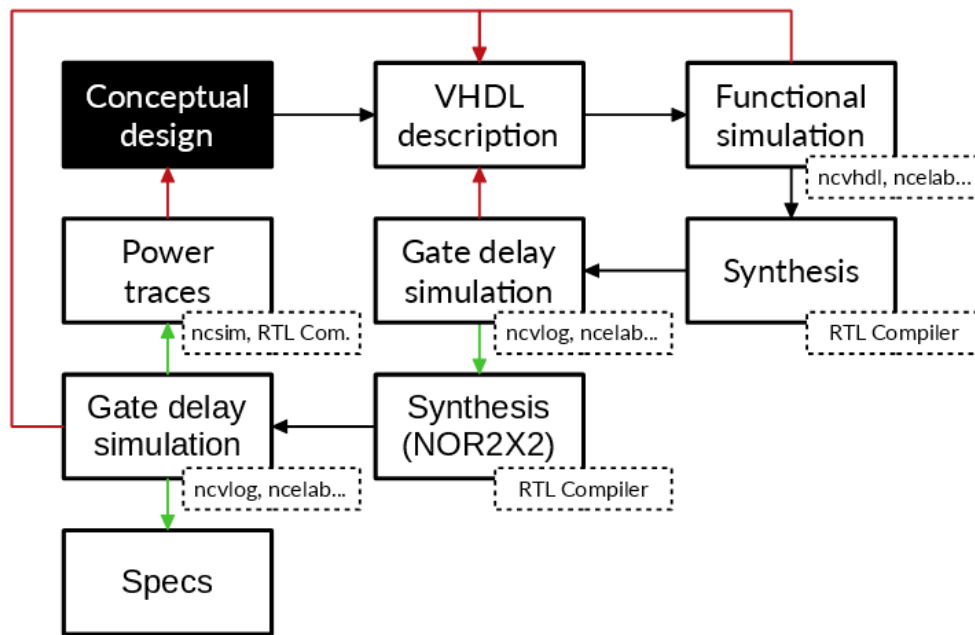 Conceptual
design
VHDL
description
Functional
simulation
ncvhdl, ncelab...
Power
traces
ncsim, RTL Com.
Gate delay
simulation
ncvlog, ncelab...
Synthesis
RTL Compiler
Gate delay
simulation
ncvlog, ncelab...
Synthesis
(NOR2X2)
RTL Compiler
Specs